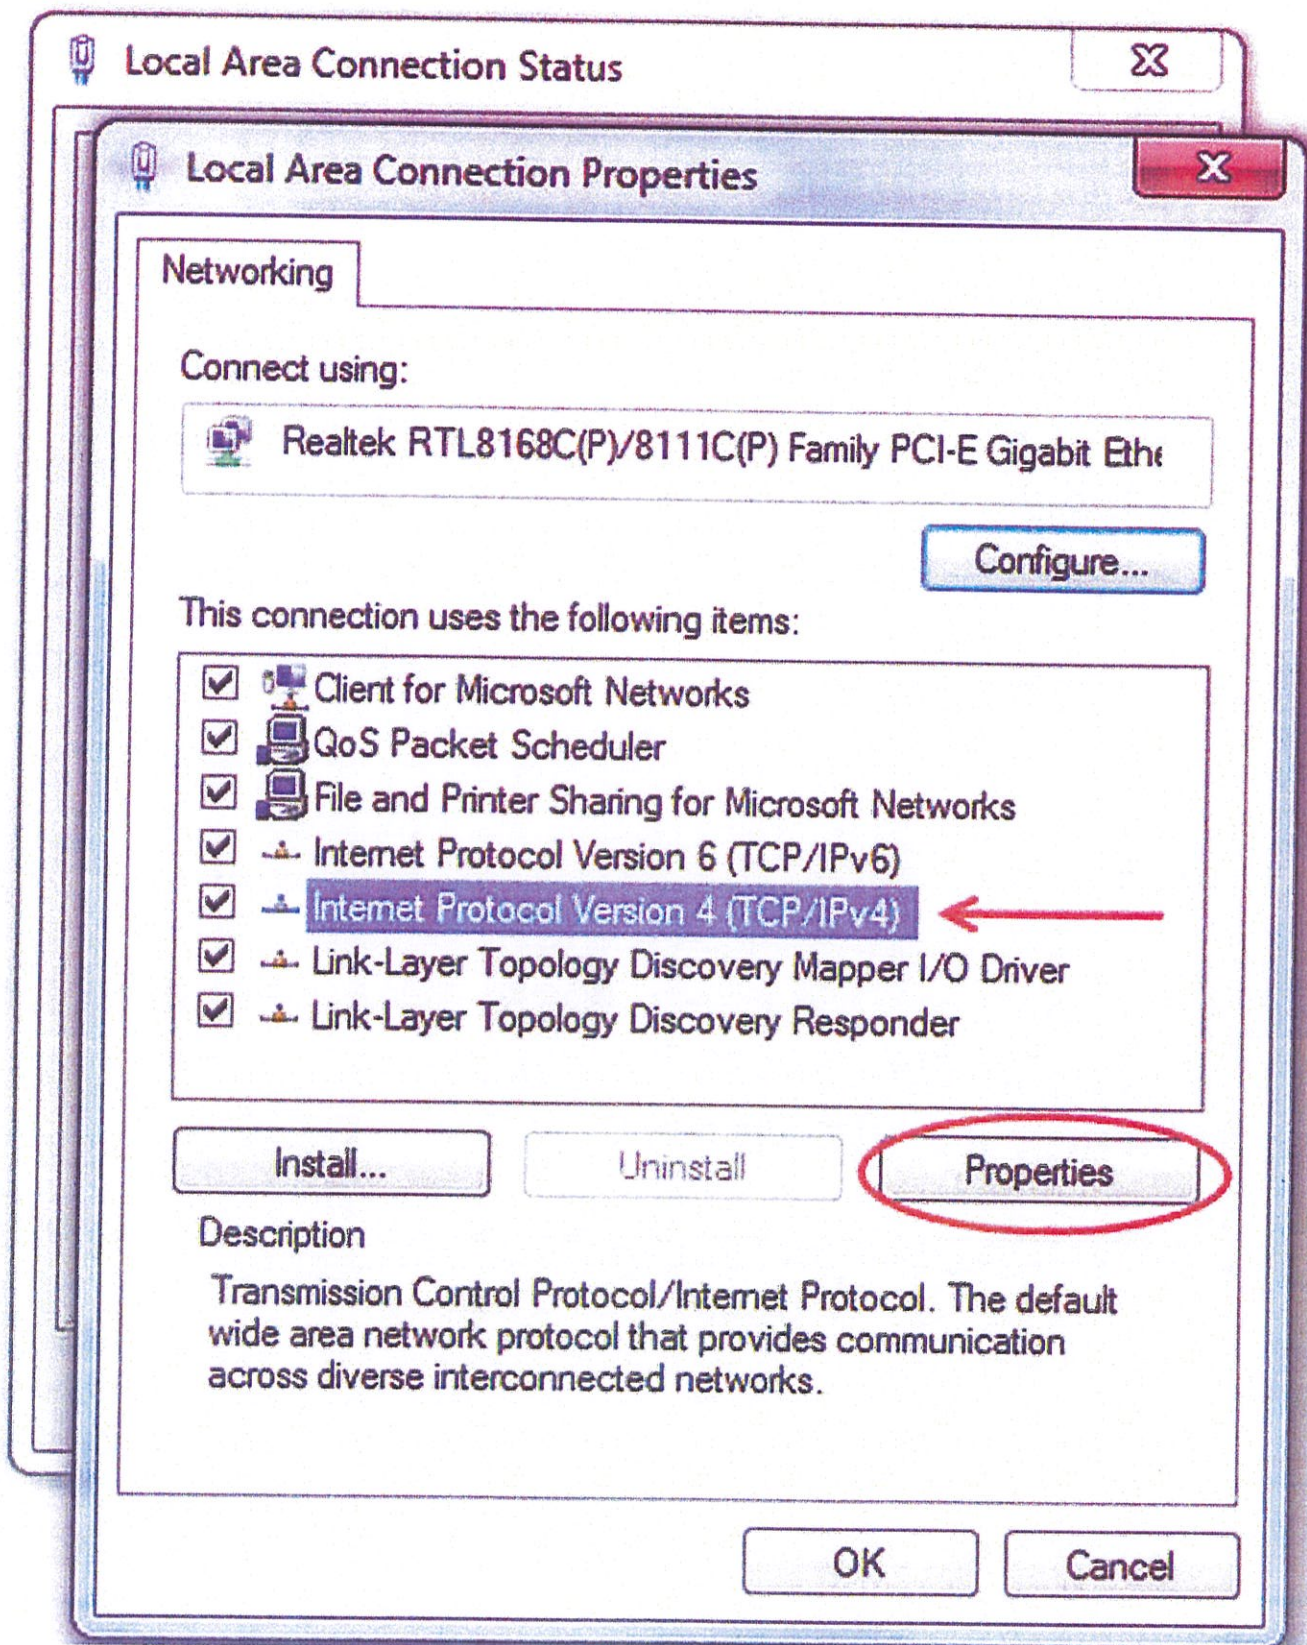 Local Area Connection Status
Local Area Connection Properties
Networking
Connect using:
Realtek RTL8168C(P)/8111C(P) Family PCI-E Gigabit Ethe
Configure...
This connection uses the following items:
Client for Microsoft Networks
QoS Packet Scheduler
File and Printer Sharing for Microsoft Networks
Internet Protocol Version 6 (TCP/IPv6)
Internet Protocol Version 4 (TCP/IPv4)
Link-Layer Topology Discovery Mapper I/O Driver
Link-Layer Topology Discovery Responder
Install...
Uninstall
Properties
Description
Transmission Control Protocol/Internet Protocol. The default
wide area network protocol that provides communication
across diverse interconnected networks.
OK
Cancel